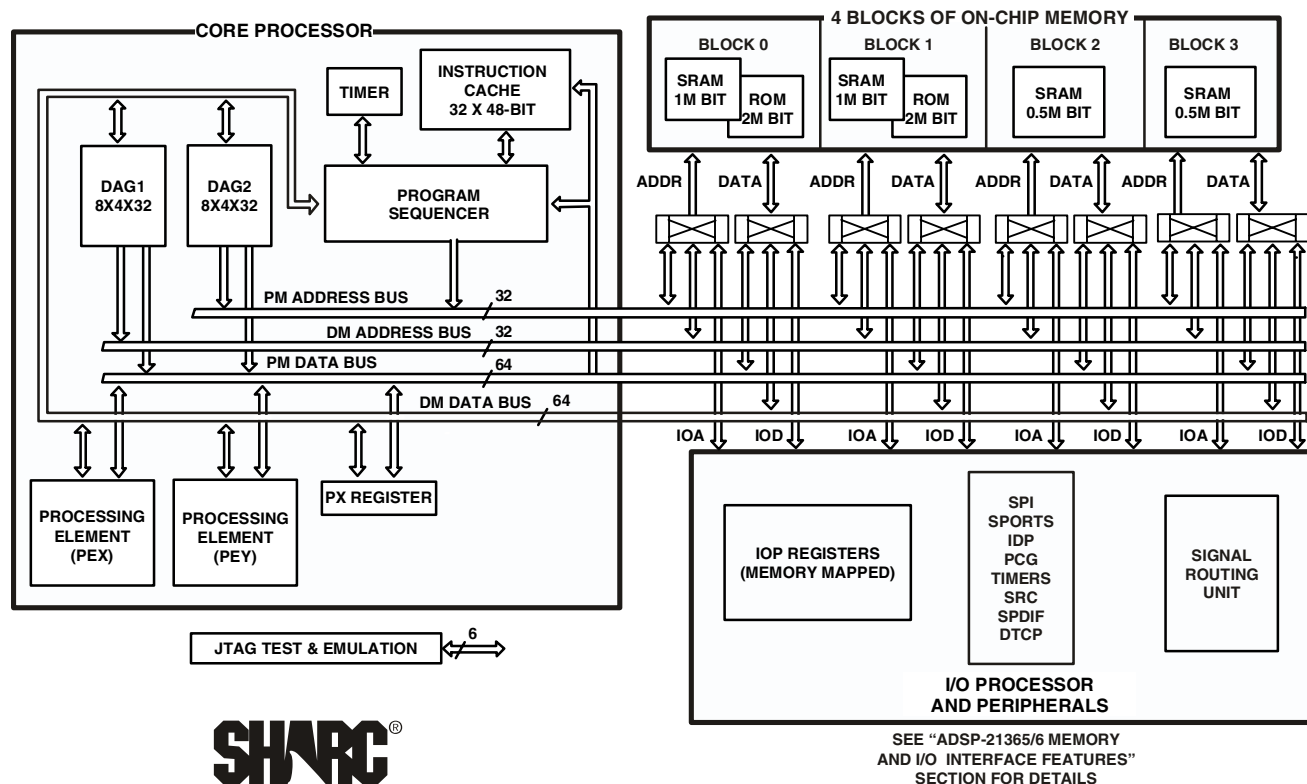 CORE PROCESSOR
TIMER
INSTRUCTION
CACHE
32 X 48-BIT
DAG1
8X4X32
DAG2
8X4X32
PROGRAM
SEQUENCER
PM ADDRESS BUS
32
DM ADDRESS BUS
32
PM DATA BUS
64
DM DATA BUS
64
PROCESSING
ELEMENT
(PEX)
PROCESSING
ELEMENT
(PEY)
PX REGISTER
JTAG TEST & EMULATION
6
SHARC®
4 BLOCKS OF ON-CHIP MEMORY
BLOCK 0
BLOCK 1
BLOCK 2
BLOCK 3
SRAM
1M BIT
ROM
2M BIT
SRAM
1M BIT
ROM
2M BIT
SRAM
0.5M BIT
SRAM
0.5M BIT
ADDR
DATA
ADDR
DATA
ADDR
DATA
ADDR
DATA
IOA
IOD
IOA
IOD
IOA
IOD
IOA
IOD
IOP REGISTERS
(MEMORY MAPPED)
SPI
SPORTS
IDP
PCG
TIMERS
SRC
SPDIF
DTCP
SIGNAL
ROUTING
UNIT
I/O PROCESSOR
AND PERIPHERALS
SEE “ADSP-21365/6 MEMORY
AND I/O INTERFACE FEATURES”
SECTION FOR DETAILS